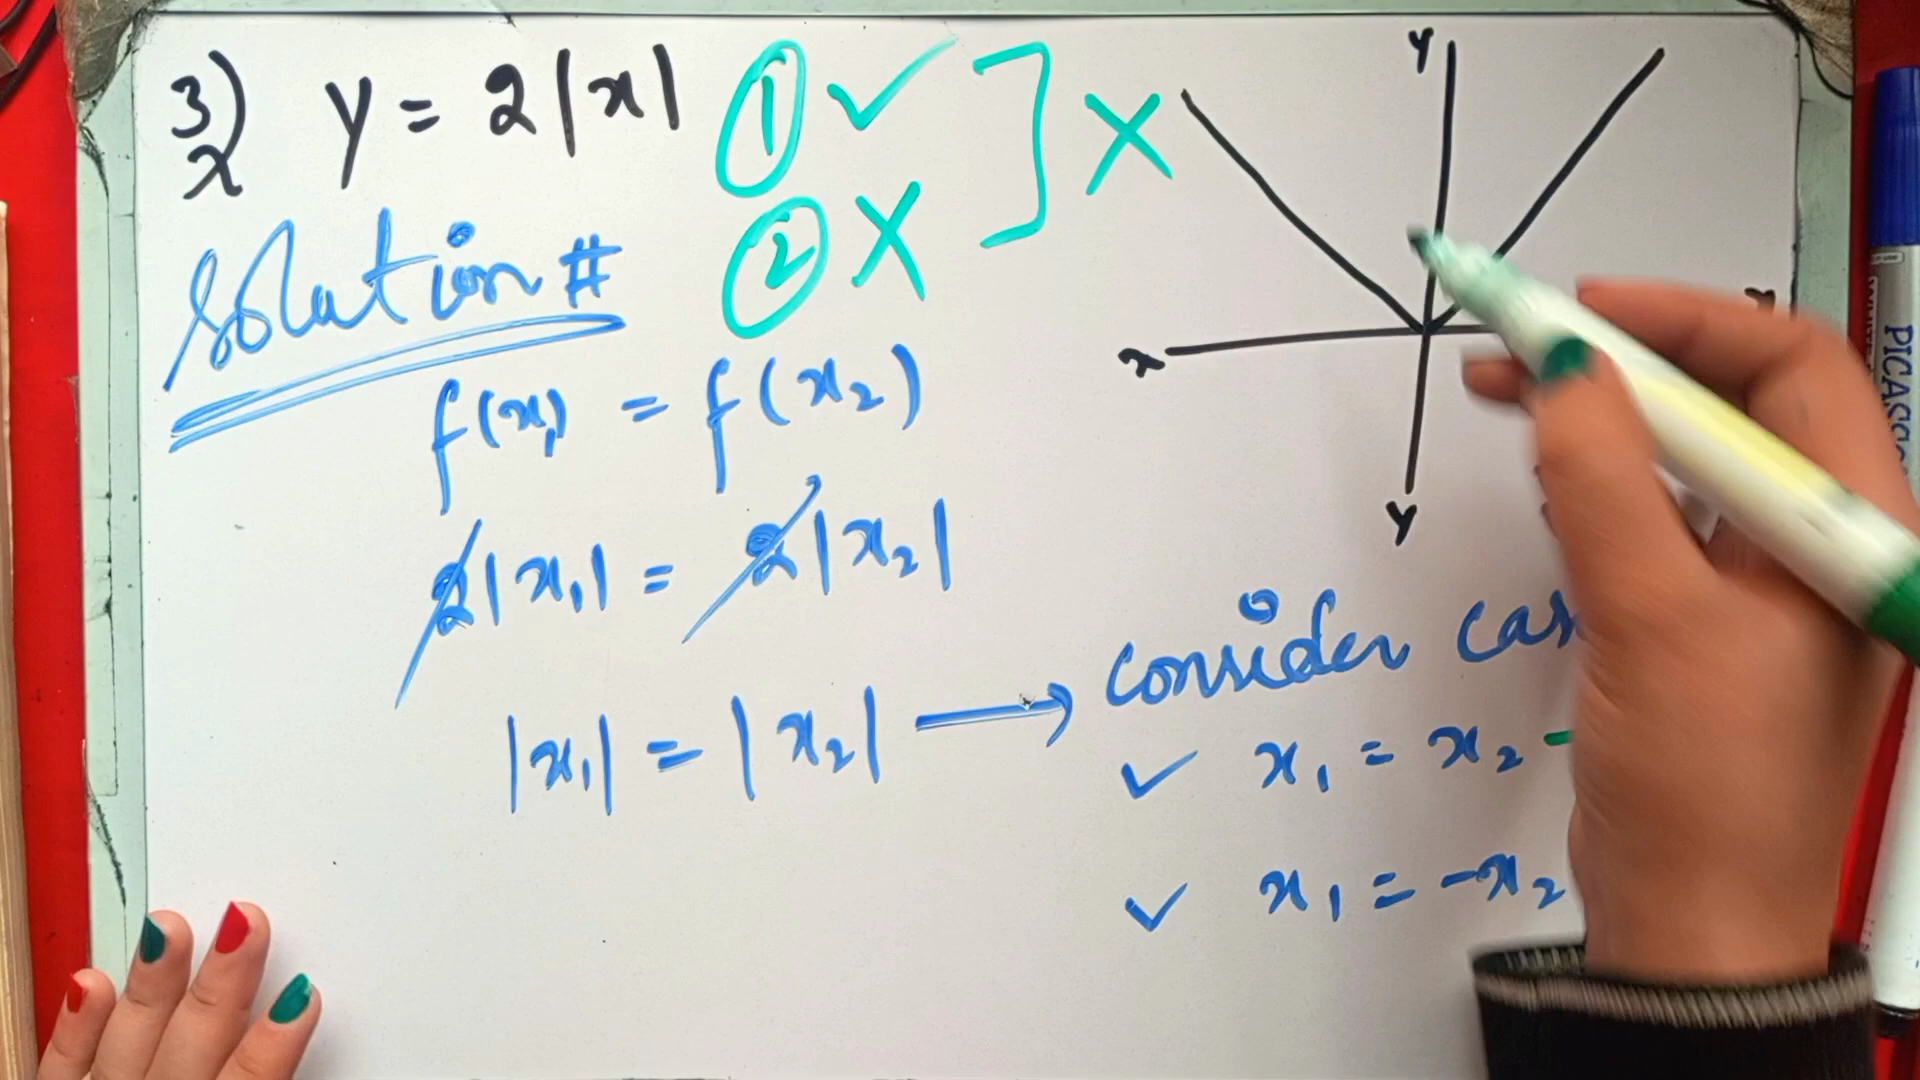 3) y = 2|x| ① ✓ ] X
② X
Solution #
f(x₁) = f(x₂)
2|x₁| = 2|x₂|
|x₁| = |x₂| → consider
✓ x₁ = x₂
✓ x₁ = -x₂
y
x
x
y
PICASSO